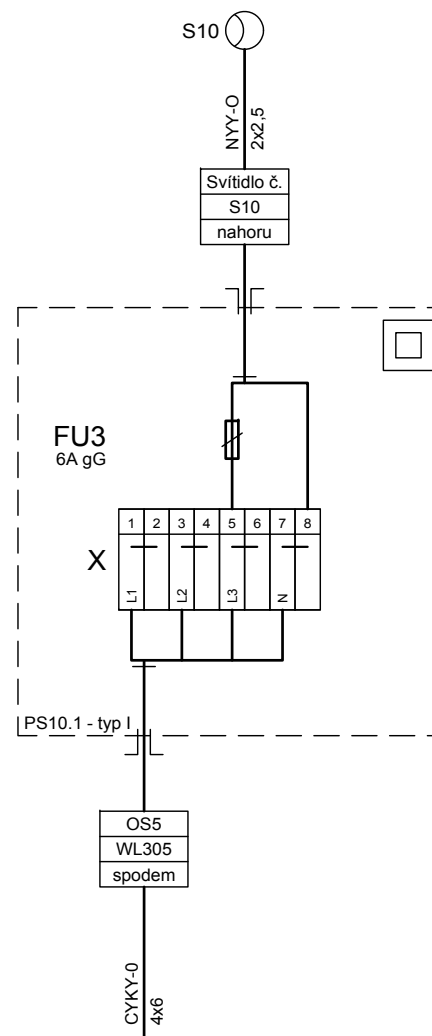 S10
NYY-O
2x2,5
Svítidlo č.
S10
nahoru
FU3
6A gG
1 2 3 4 5 6 7 8
X
L1 L2 L3 N
PS10.1 - typ I
OS5
WL305
spodem
CYKY-0
4x6